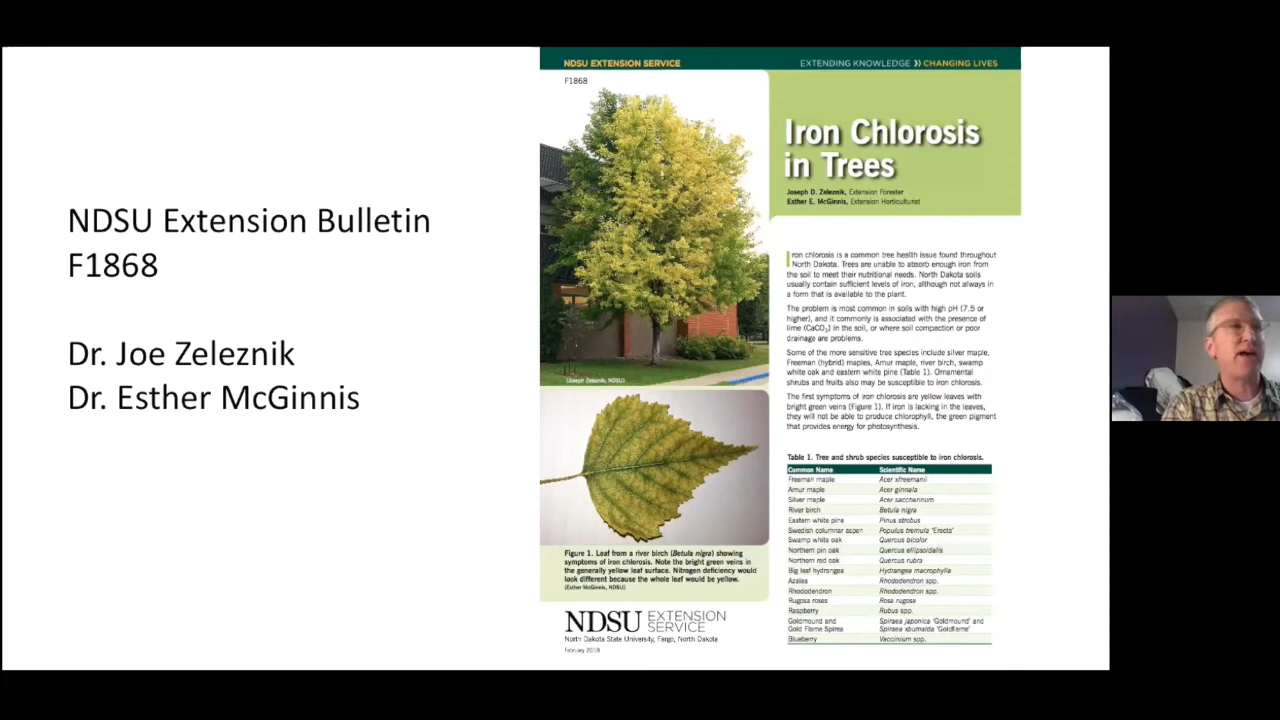 NDSU Extension Bulletin
F1868
Dr. Joe Zeleznik
Dr. Esther McGinnis
NDSU EXTENSION SERVICE
EXTENDING KNOWLEDGE ⟫ CHANGING LIVES
F1868
Iron Chlorosis
in Trees
Joseph D. Zeleznik, Extension Forester
Esther E. McGinnis, Extension Horticulturist
(Joseph Zeleznik, NDSU)
Figure 1. Leaf from a river birch (Betula nigra) showing
symptoms of iron chlorosis. Note the bright green veins in
the generally yellow leaf surface. Nitrogen deficiency would
look different because the whole leaf would be yellow.
(Esther McGinnis, NDSU)
NDSU EXTENSION
SERVICE
North Dakota State University, Fargo, North Dakota
February 2018
Iron chlorosis is a common tree health issue found throughout
North Dakota. Trees are unable to absorb enough iron from
the soil to meet their nutritional needs. North Dakota soils
usually contain sufficient levels of iron, although not always in
a form that is available to the plant.
The problem is most common in soils with high pH (7.5 or
higher), and it commonly is associated with the presence of
lime (CaCO₃) in the soil, or where soil compaction or poor
drainage are problems.
Some of the more sensitive tree species include silver maple,
Freeman (hybrid) maples, Amur maple, river birch, swamp
white oak and eastern white pine (Table 1). Ornamental
shrubs and fruits also may be susceptible to iron chlorosis.
The first symptoms of iron chlorosis are yellow leaves with
bright green veins (Figure 1). If iron is lacking in the leaves,
they will not be able to produce chlorophyll, the green pigment
that provides energy for photosynthesis.
Table 1. Tree and shrub species susceptible to iron chlorosis.
Common Name Scientific Name
Freeman maple Acer xfreemanii
Amur maple Acer ginnala
Silver maple Acer saccharinum
River birch Betula nigra
Eastern white pine Pinus strobus
Swedish columnar aspen Populus tremula 'Erecta'
Swamp white oak Quercus bicolor
Northern pin oak Quercus ellipsoidalis
Northern red oak Quercus rubra
Big leaf hydrangea Hydrangea macrophylla
Azalea Rhododendron spp.
Rhododendron Rhododendron spp.
Rugosa roses Rosa rugosa
Raspberry Rubus spp.
Goldmound and Spiraea japonica 'Goldmound' and
Gold Flame Spirea Spiraea xbumalda 'Goldflame'
Blueberry Vaccinium spp.